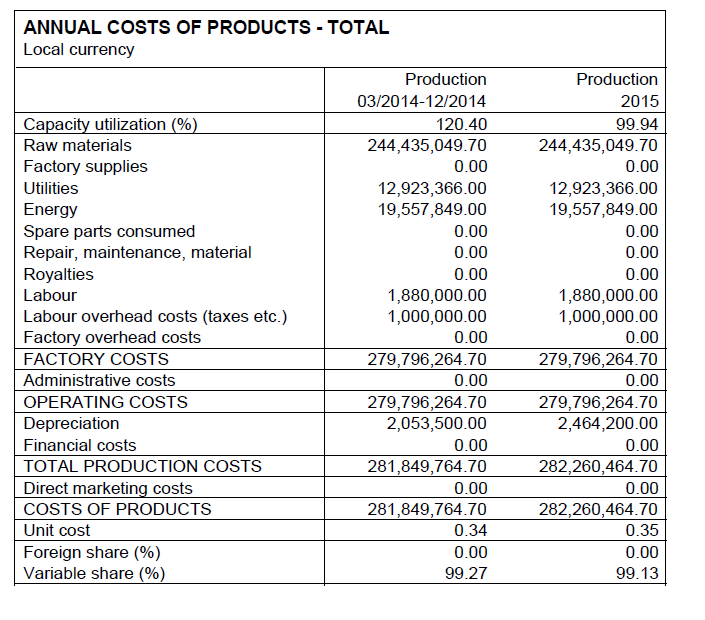 ANNUAL COSTS OF PRODUCTS - TOTAL
Local currency
Production Production
03/2014-12/2014 2015
Capacity utilization (%) 120.40 99.94
Raw materials 244,435,049.70 244,435,049.70
Factory supplies 0.00 0.00
Utilities 12,923,366.00 12,923,366.00
Energy 19,557,849.00 19,557,849.00
Spare parts consumed 0.00 0.00
Repair, maintenance, material 0.00 0.00
Royalties 0.00 0.00
Labour 1,880,000.00 1,880,000.00
Labour overhead costs (taxes etc.) 1,000,000.00 1,000,000.00
Factory overhead costs 0.00 0.00
FACTORY COSTS 279,796,264.70 279,796,264.70
Administrative costs 0.00 0.00
OPERATING COSTS 279,796,264.70 279,796,264.70
Depreciation 2,053,500.00 2,464,200.00
Financial costs 0.00 0.00
TOTAL PRODUCTION COSTS 281,849,764.70 282,260,464.70
Direct marketing costs 0.00 0.00
COSTS OF PRODUCTS 281,849,764.70 282,260,464.70
Unit cost 0.34 0.35
Foreign share (%) 0.00 0.00
Variable share (%) 99.27 99.13